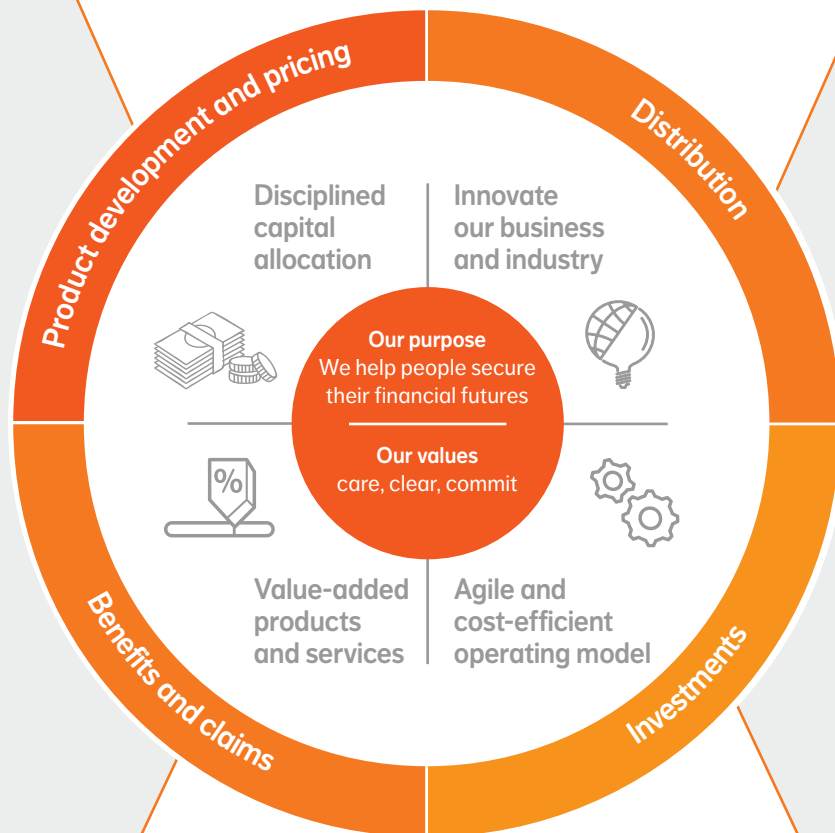 Product development and pricing
Distribution
Disciplined
capital
allocation
Innovate
our business
and industry
Our purpose
We help people secure
their financial futures
Our values
care, clear, commit
%
Value-added
products
and services
Agile and
cost-efficient
operating model
Benefits and claims
Investments